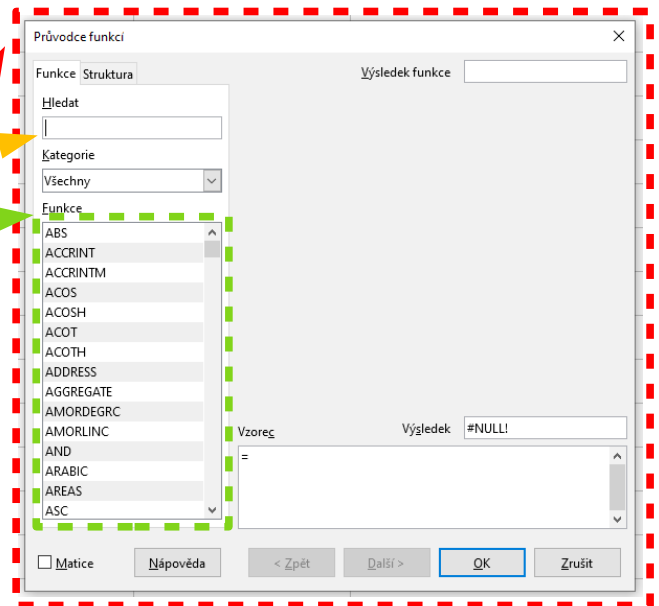 Průvodce funkcí
Funkce Struktura
Výsledek funkce
Hledat
Kategorie
Všechny
Funkce
ABS
ACCRINT
ACCRINTM
ACOS
ACOSH
ACOT
ACOTH
ADDRESS
AGGREGATE
AMORDEGRC
AMORLINC
AND
ARABIC
AREAS
ASC
Vzorec
Výsledek #NULL!
=
Matice Nápověda < Zpět Další > OK Zrušit